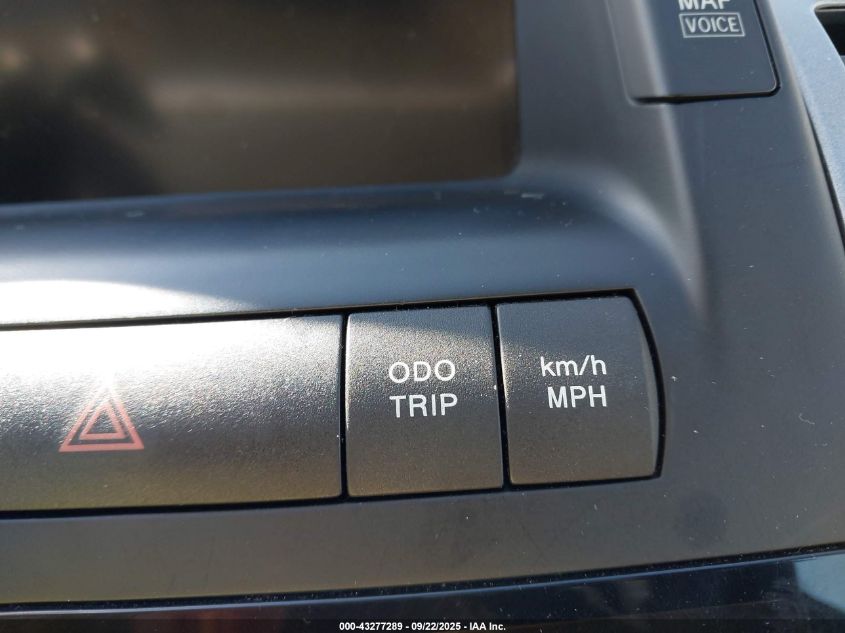 MAP
VOICE
ODO
TRIP
km/h
MPH
000-43277289 - 09/22/2025 - IAA Inc.